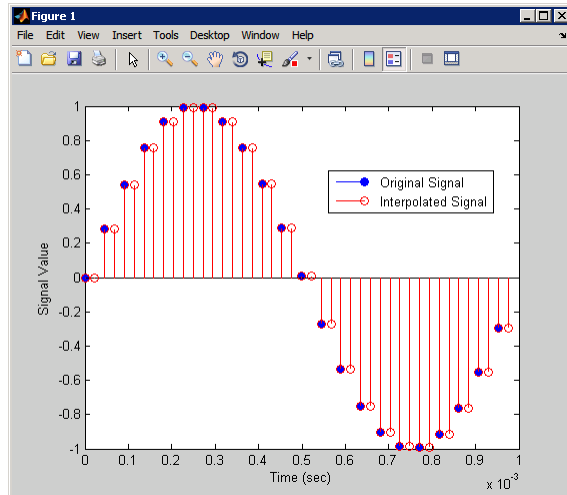 Figure 1
File Edit View Insert Tools Desktop Window Help
1
0.8
0.6
0.4
0.2
0
-0.2
-0.4
-0.6
-0.8
-1
Signal Value
Original Signal
Interpolated Signal
0 0.1 0.2 0.3 0.4 0.5 0.6 0.7 0.8 0.9 1
Time (sec)
x 10^-3